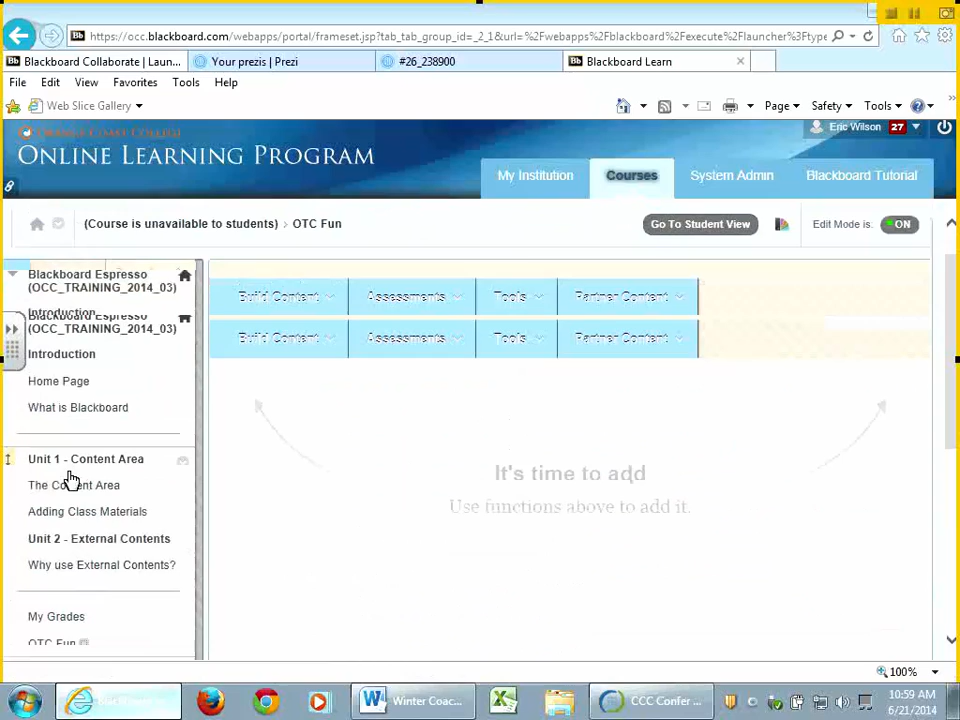 https://occ.blackboard.com/webapps/portal/frameset.jsp?tab_tab_group_id=_2_1&url=%2Fwebapps%2Fblackboard%2Fexecute%2Flauncher%3Ftype
Blackboard Collaborate | Laun... Your prezis | Prezi #26_238900 Blackboard Learn
File Edit View Favorites Tools Help
Web Slice Gallery Page Safety Tools
ORANGE COAST COLLEGE
ONLINE LEARNING PROGRAM
Eric Wilson 27
My Institution Courses System Admin Blackboard Tutorial
(Course is unavailable to students) > OTC Fun Go To Student View Edit Mode is: ON
Blackboard Espresso
(OCC_TRAINING_2014_03)
Introduction
Blackboard Espresso
(OCC_TRAINING_2014_03)
Introduction
Home Page
What is Blackboard
Unit 1 - Content Area
The Content Area
Adding Class Materials
Unit 2 - External Contents
Why use External Contents?
My Grades
OTC Fun
Build Content Assessments Tools Partner Content
Build Content Assessments Tools Partner Content
It's time to add
Use functions above to add it.
100%
Winter Coac... CCC Confer ...
10:59 AM
6/21/2014